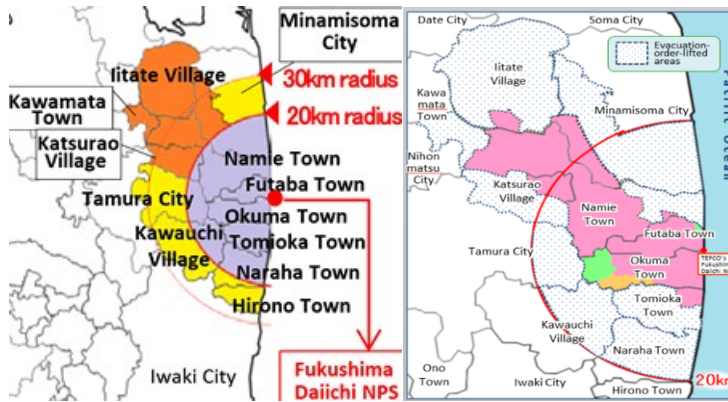 Minamisoma
City
Iitate Village
30km radius
Kawamata
Town
20km radius
Katsurao
Village
Namie Town
Futaba Town
Tamura City
Okuma Town
Kawauchi
Village
Tomioka Town
Naraha Town
Hirono Town
Iwaki City
Fukushima
Daiichi NPS
Date City
Soma City
Evacuation-
order-lifted
areas
Iitate
Village
Kawa
mata
Town
Minamisoma City
Nihon
matsu
City
Katsurao
Village
Namie
Town
Futaba Town
Tamura City
TEPCO's
Fukushima
Daiichi N
Okuma
Town
Tomioka
Town
Kawauchi
Village
Naraha Town
Ono
Town
Iwaki City
20km
Hirono Town